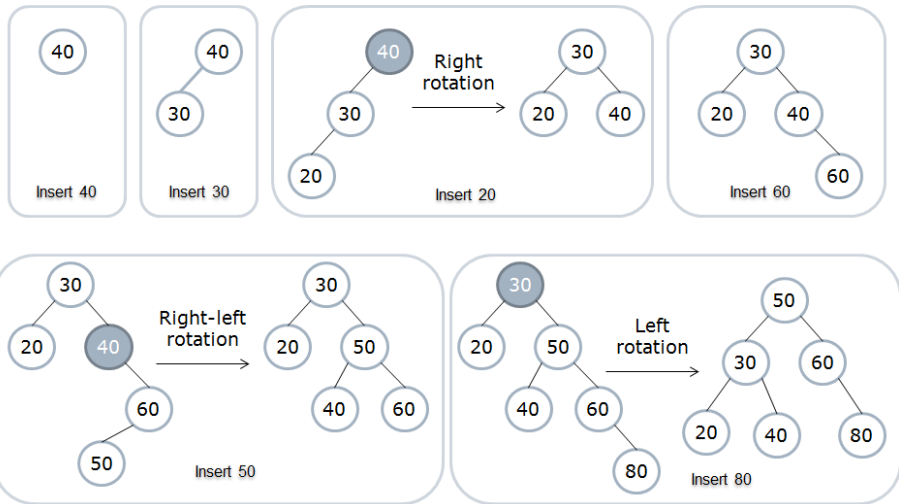 40
Insert 40
40
30
Insert 30
40
30
20
Right
rotation
30
20 40
Insert 20
30
20 40
60
Insert 60
30
20 40
60
50
Right-left
rotation
30
20 50
40 60
Insert 50
30
20 50
40 60
80
Left
rotation
50
30 60
20 40 80
Insert 80